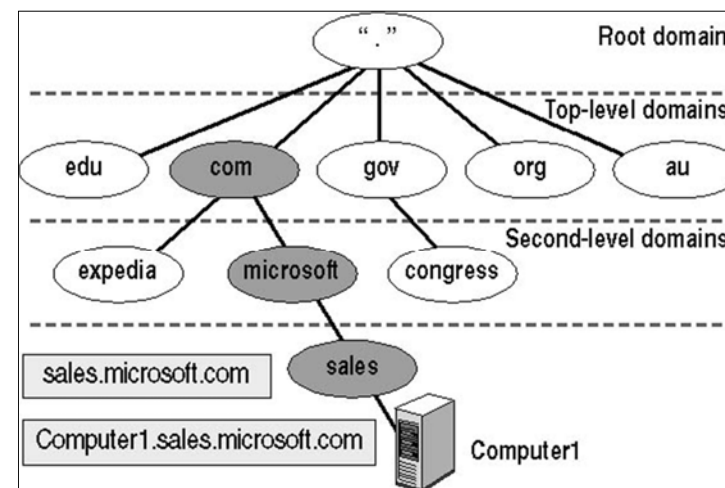 “.”
Root domain
Top-level domains
edu
com
gov
org
au
Second-level domains
expedia
microsoft
congress
sales
sales.microsoft.com
Computer1.sales.microsoft.com
Computer1